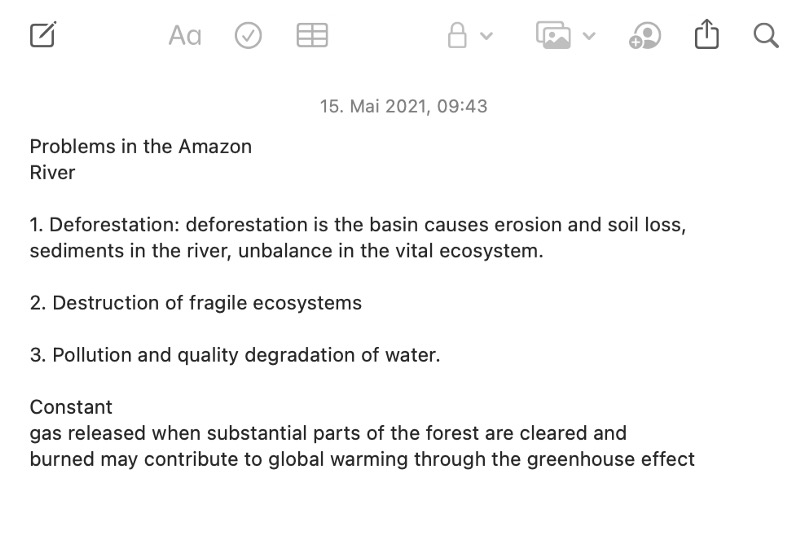 Aa
15. Mai 2021, 09:43
Problems in the Amazon
River
1. Deforestation: deforestation is the basin causes erosion and soil loss,
sediments in the river, unbalance in the vital ecosystem.
2. Destruction of fragile ecosystems
3. Pollution and quality degradation of water.
Constant
gas released when substantial parts of the forest are cleared and
burned may contribute to global warming through the greenhouse effect